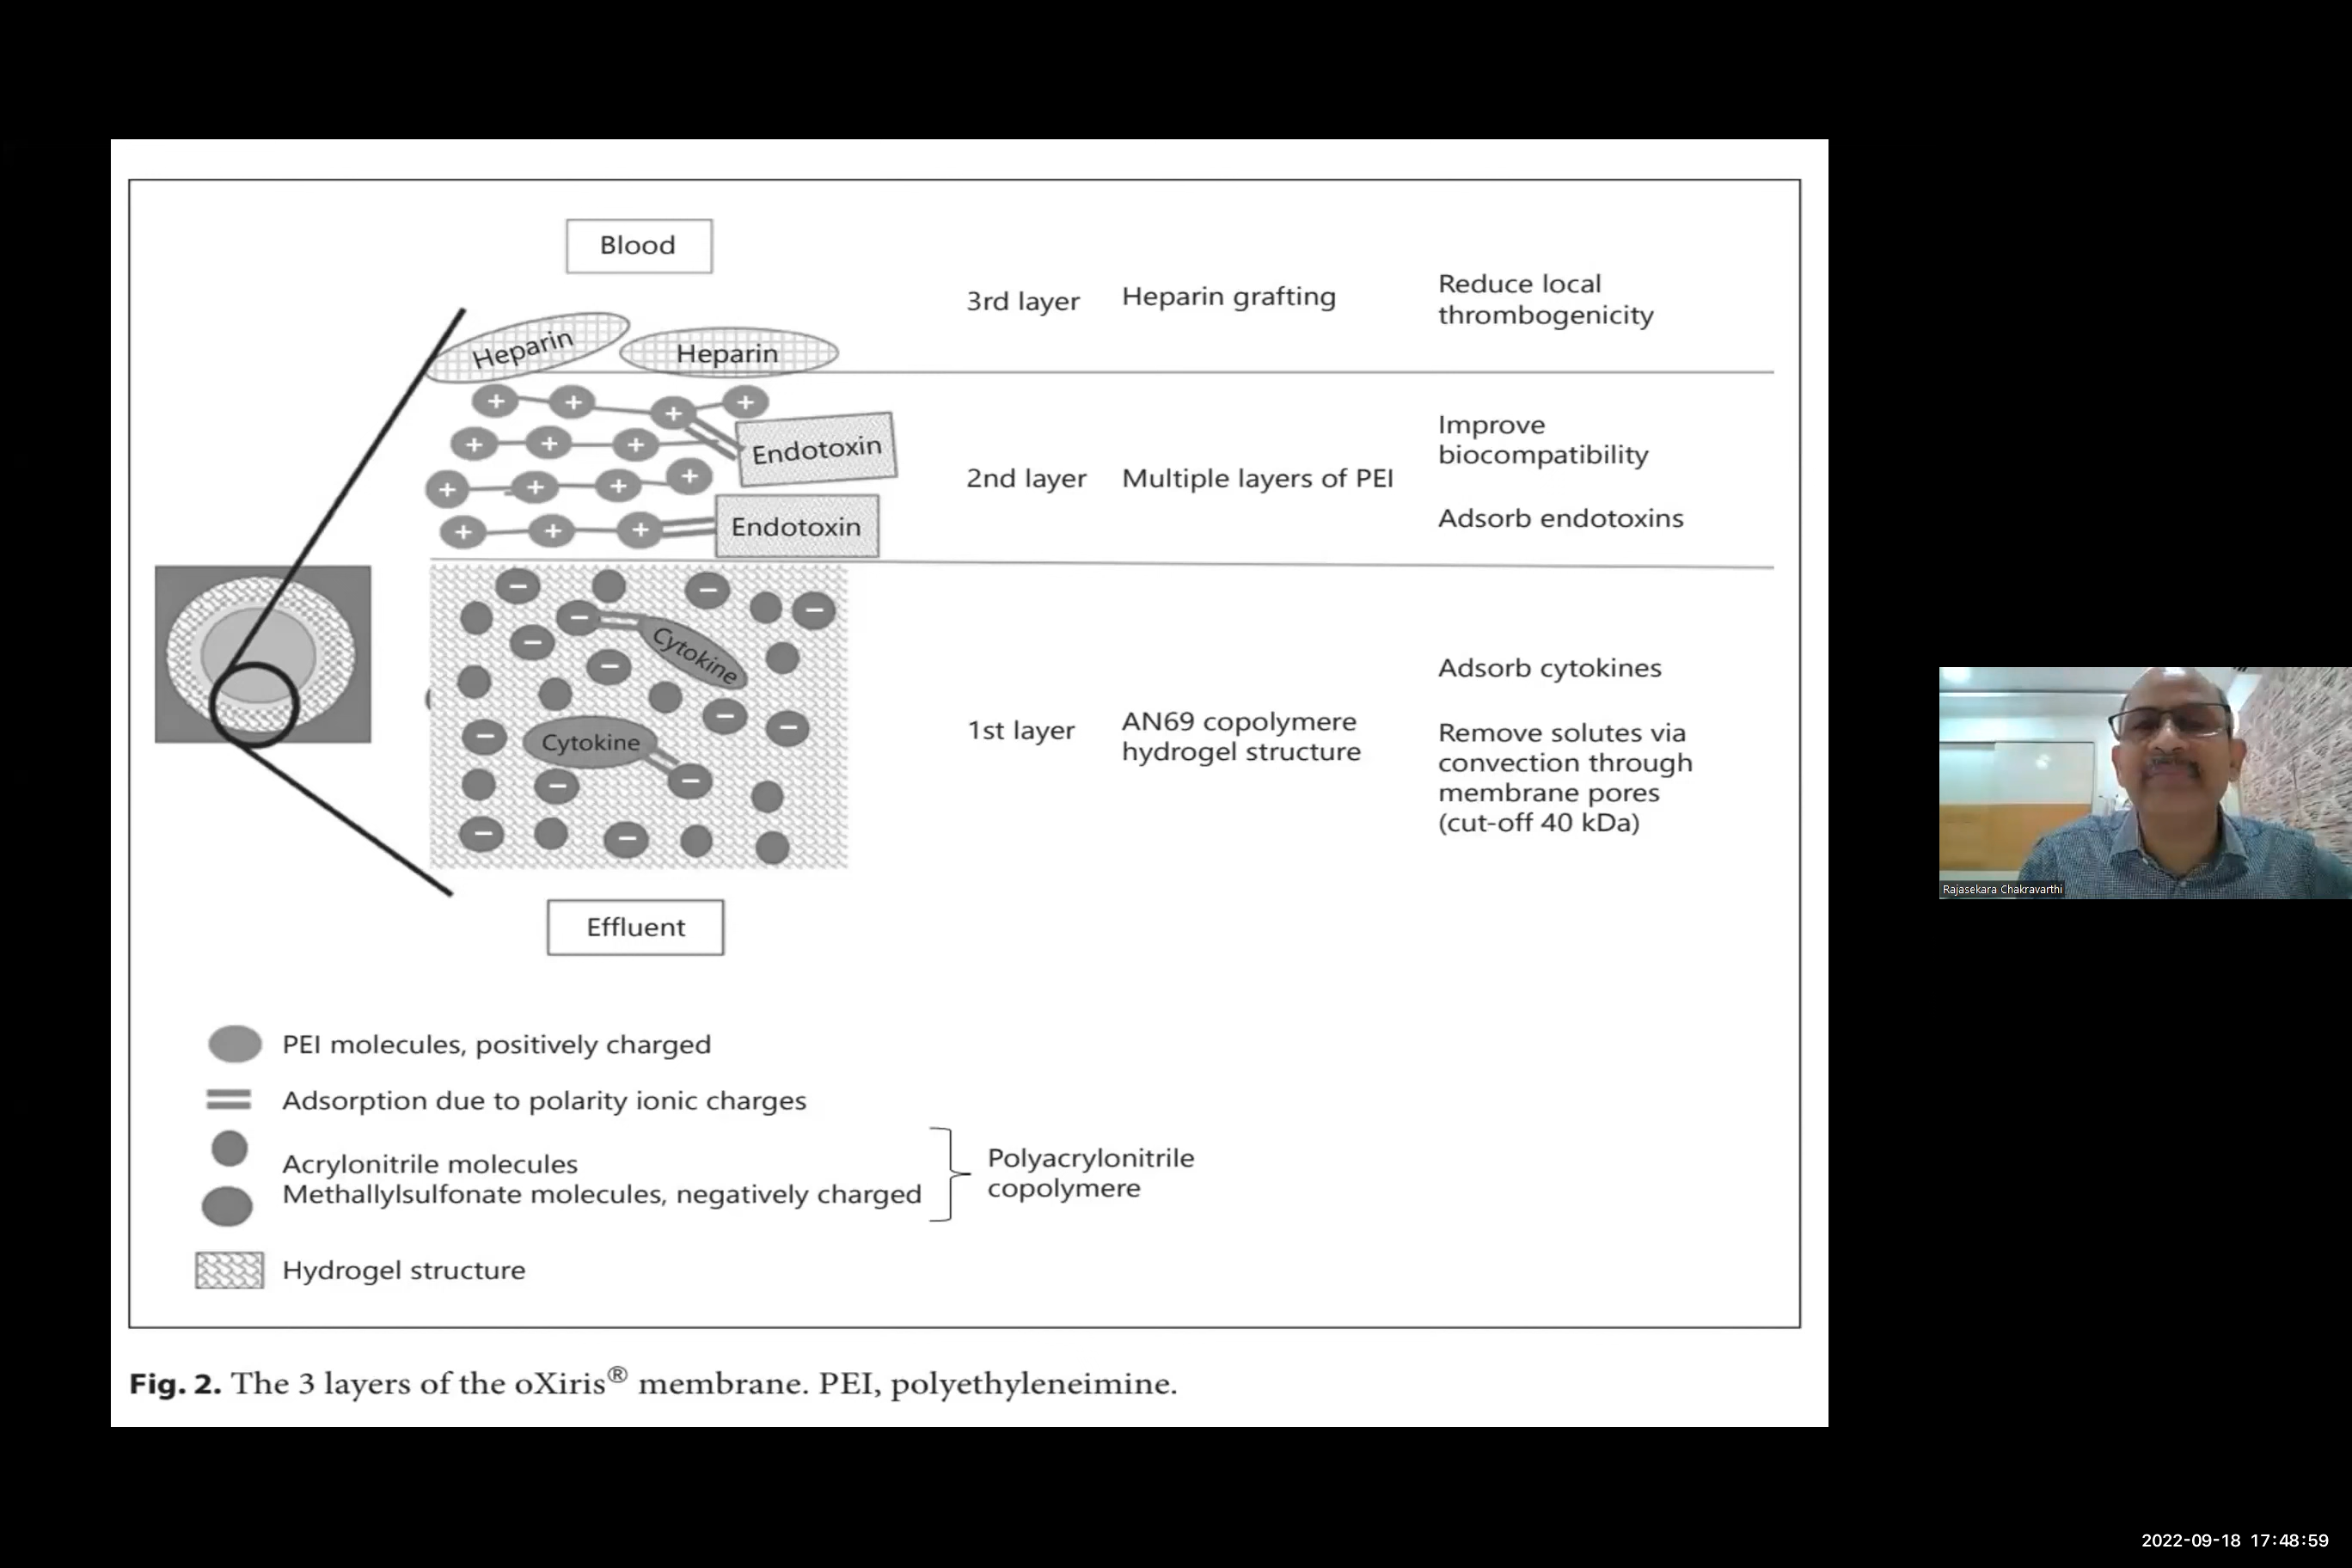 Blood
Heparin
Heparin
3rd layer
Heparin grafting
Reduce local
thrombogenicity
+ + + +
+ + +
+ + + +
+ + +
Endotoxin
Endotoxin
2nd layer
Multiple layers of PEI
Improve
biocompatibility
Adsorb endotoxins
Cytokine
Cytokine
1st layer
AN69 copolymere
hydrogel structure
Adsorb cytokines
Remove solutes via
convection through
membrane pores
(cut-off 40 kDa)
Effluent
PEI molecules, positively charged
Adsorption due to polarity ionic charges
Acrylonitrile molecules
Methallylsulfonate molecules, negatively charged
Polyacrylonitrile
copolymere
Hydrogel structure
Fig. 2. The 3 layers of the oXiris® membrane. PEI, polyethyleneimine.
Rajasekara Chakravarthi
2022-09-18 17:48:59